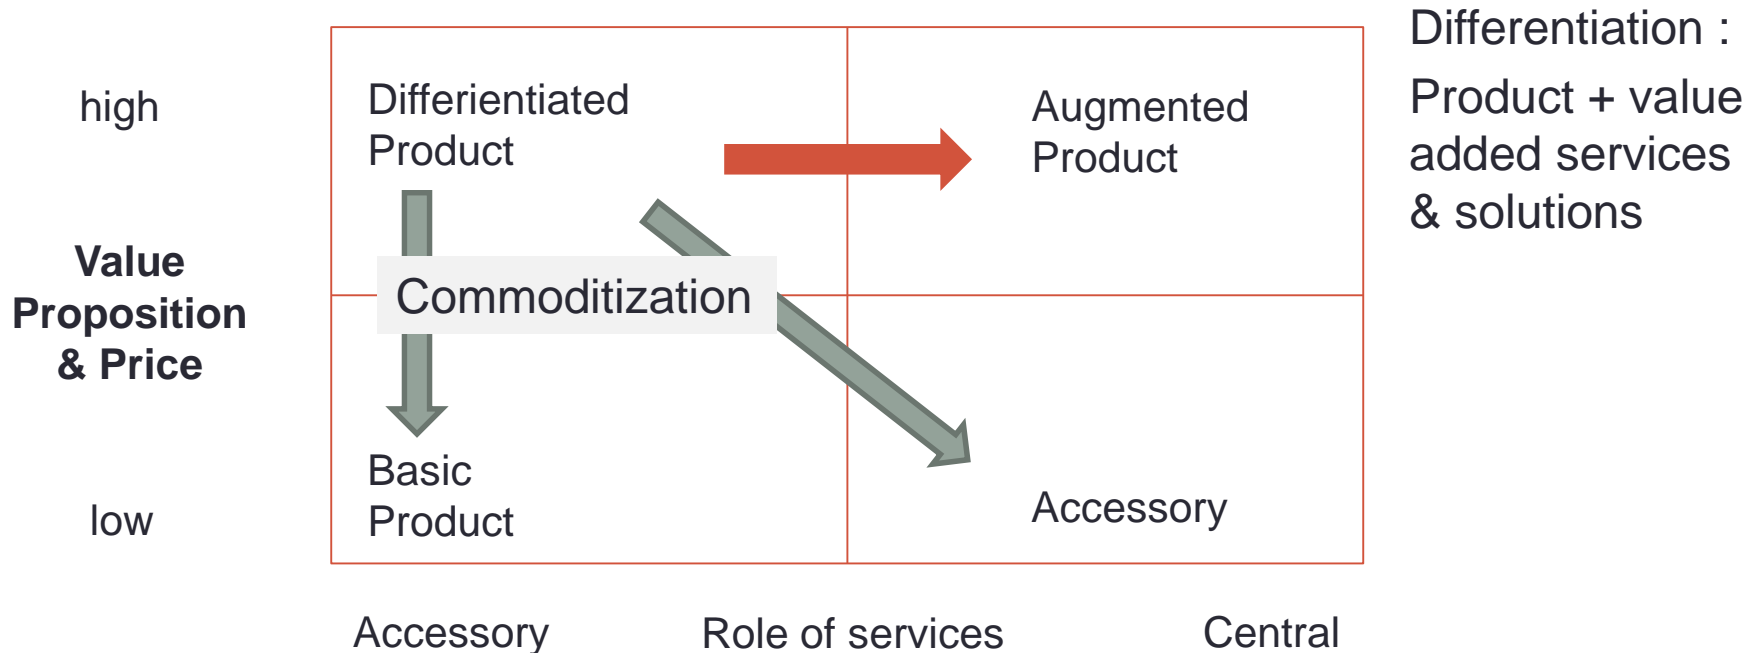 Differentiation :
Product + value
added services
& solutions
high
Differientiated
Product
Augmented
Product
Value
Proposition
& Price
Commoditization
low
Basic
Product
Accessory
Accessory
Role of services
Central